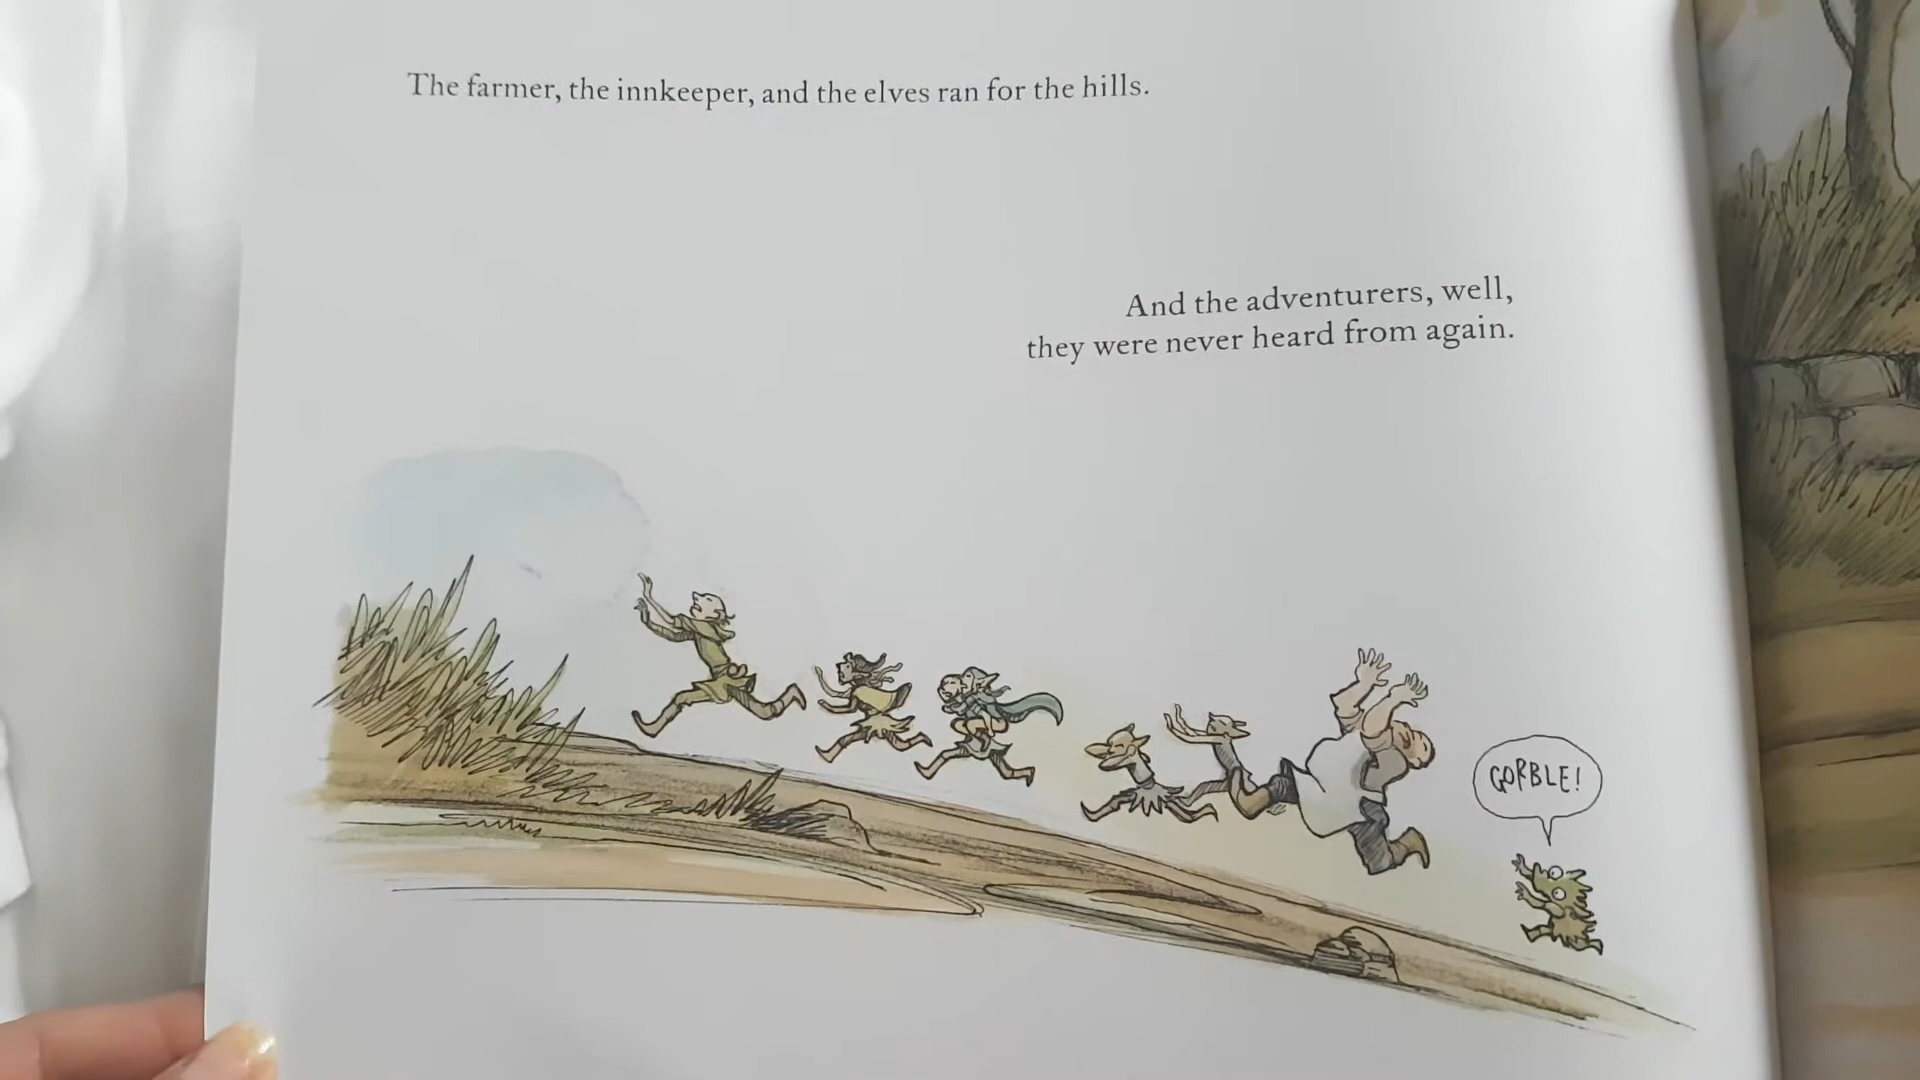 The farmer, the innkeeper, and the elves ran for the hills.
And the adventurers, well,
they were never heard from again.
GORBLE!